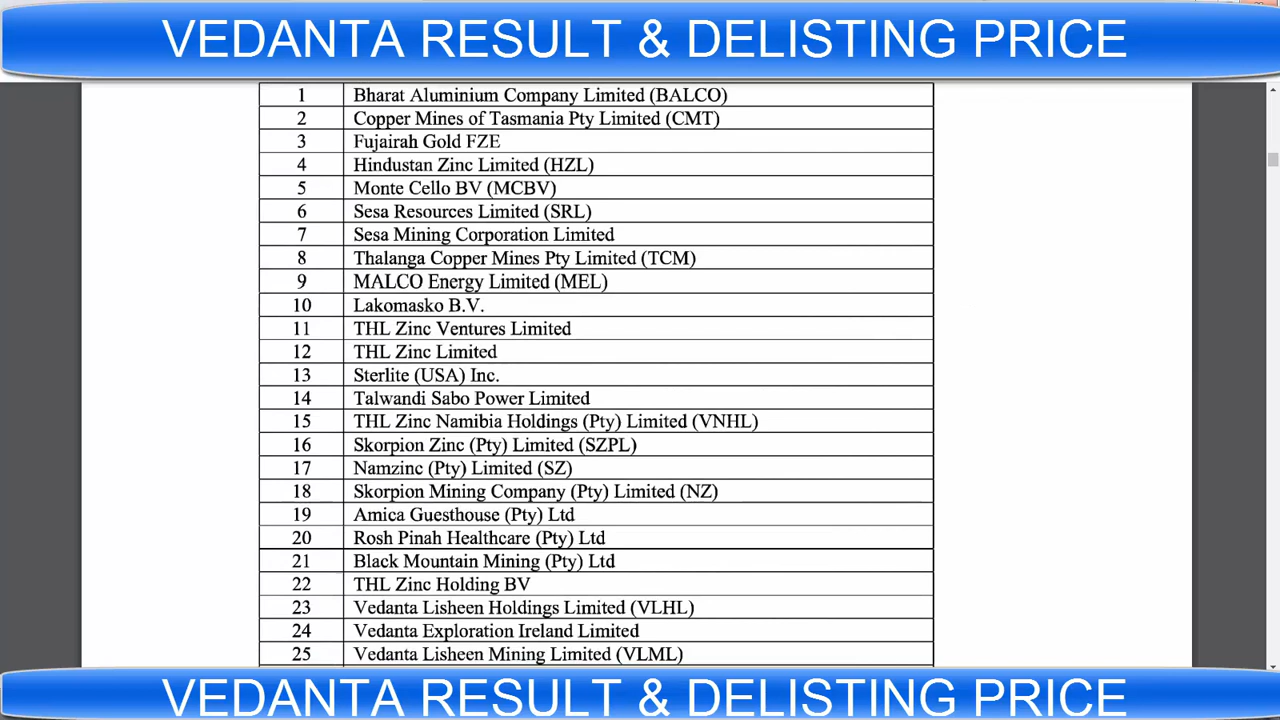 VEDANTA RESULT & DELISTING PRICE
1 Bharat Aluminium Company Limited (BALCO)
2 Copper Mines of Tasmania Pty Limited (CMT)
3 Fujairah Gold FZE
4 Hindustan Zinc Limited (HZL)
5 Monte Cello BV (MCBV)
6 Sesa Resources Limited (SRL)
7 Sesa Mining Corporation Limited
8 Thalanga Copper Mines Pty Limited (TCM)
9 MALCO Energy Limited (MEL)
10 Lakomasko B.V.
11 THL Zinc Ventures Limited
12 THL Zinc Limited
13 Sterlite (USA) Inc.
14 Talwandi Sabo Power Limited
15 THL Zinc Namibia Holdings (Pty) Limited (VNHL)
16 Skorpion Zinc (Pty) Limited (SZPL)
17 Namzinc (Pty) Limited (SZ)
18 Skorpion Mining Company (Pty) Limited (NZ)
19 Amica Guesthouse (Pty) Ltd
20 Rosh Pinah Healthcare (Pty) Ltd
21 Black Mountain Mining (Pty) Ltd
22 THL Zinc Holding BV
23 Vedanta Lisheen Holdings Limited (VLHL)
24 Vedanta Exploration Ireland Limited
25 Vedanta Lisheen Mining Limited (VLML)
VEDANTA RESULT & DELISTING PRICE